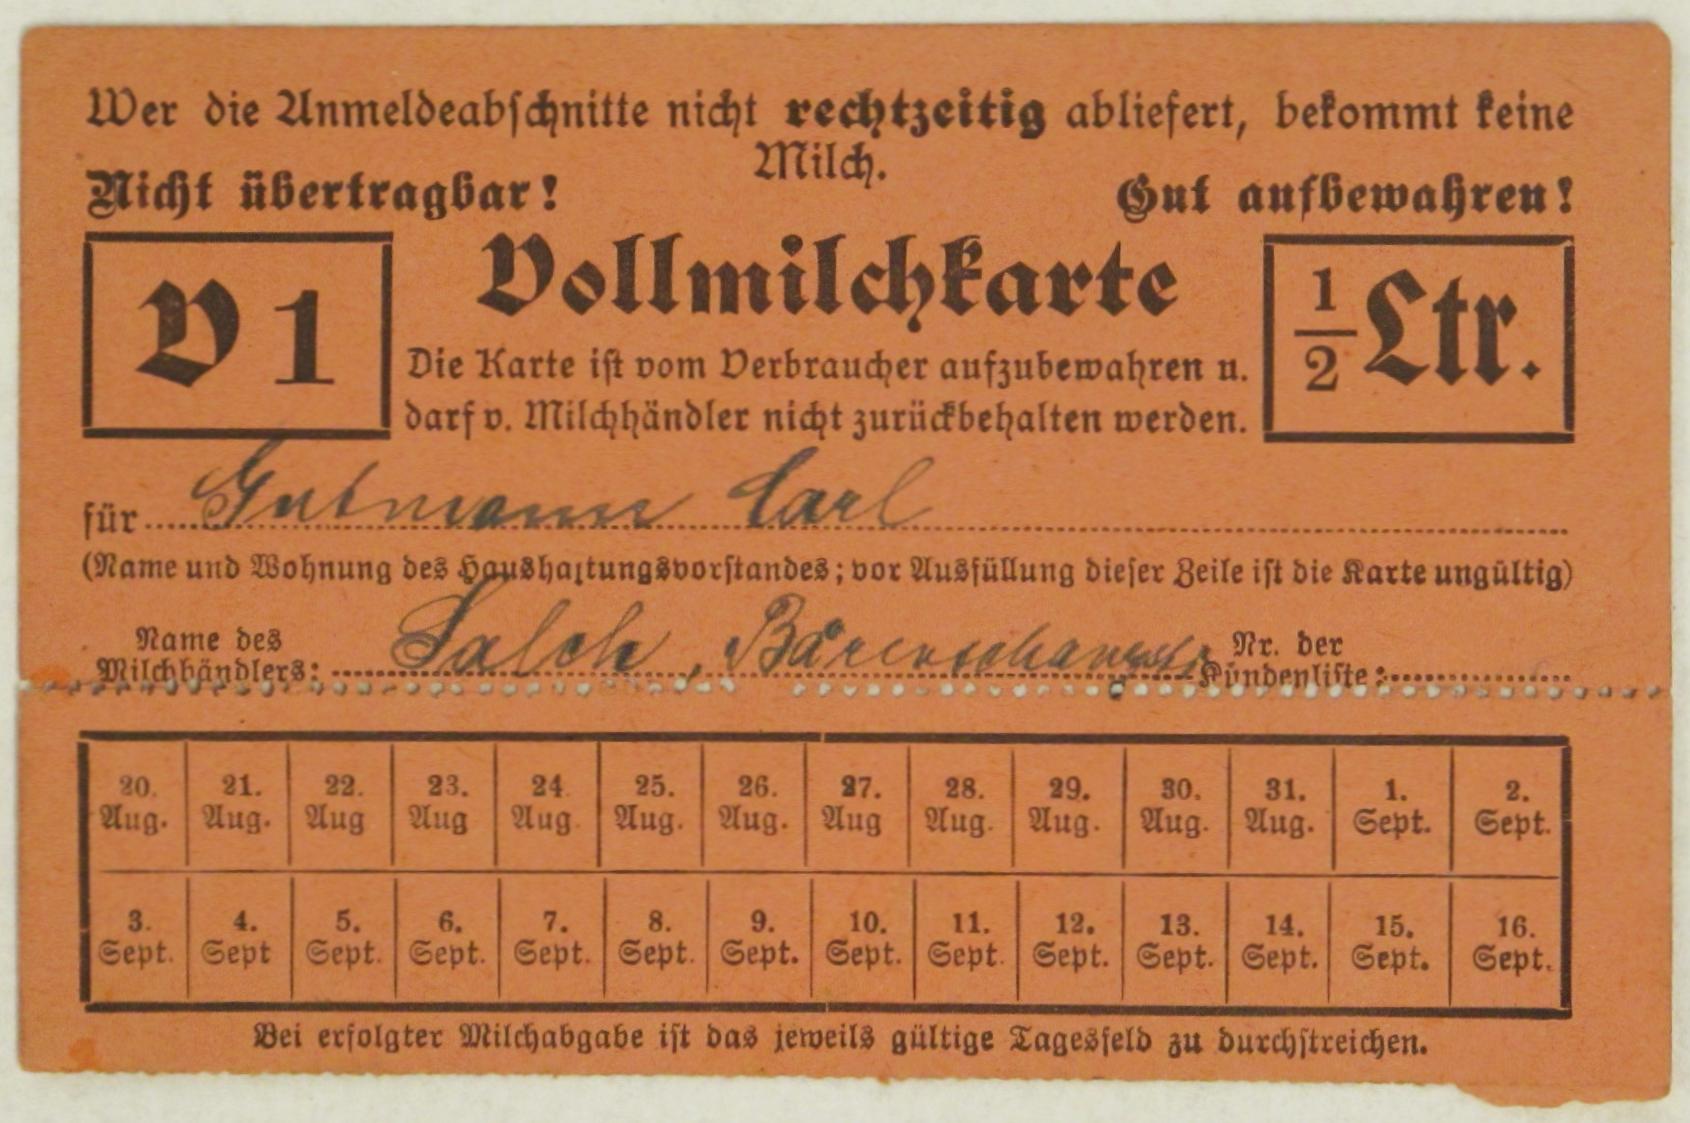 Wer die Anmeldeabschnitte nicht rechtzeitig abliefert, bekommt keine
Milch.
Nicht übertragbar! Gut aufbewahren!
V 1 Vollmilchkarte 1/2 Ltr.
Die Karte ist vom Verbraucher aufzubewahren u.
darf v. Milchhändler nicht zurückbehalten werden.
für Gutmann Carl
(Name und Wohnung des Haushaltungsvorstandes; vor Ausfüllung dieser Zeile ist die Karte ungültig)
Name des Milchhändlers: Salch, Nr. der Kundenliste:
20. Aug. 21. Aug. 22. Aug 23. Aug 24. Aug. 25. Aug. 26. Aug. 27. Aug 28. Aug. 29. Aug. 30. Aug. 31. Aug. 1. Sept. 2. Sept.
3. Sept. 4. Sept 5. Sept. 6. Sept. 7. Sept. 8. Sept. 9. Sept. 10. Sept. 11. Sept. 12. Sept. 13. Sept. 14. Sept. 15. Sept. 16. Sept.
Bei erfolgter Milchabgabe ist das jeweils gültige Tagesfeld zu durchstreichen.